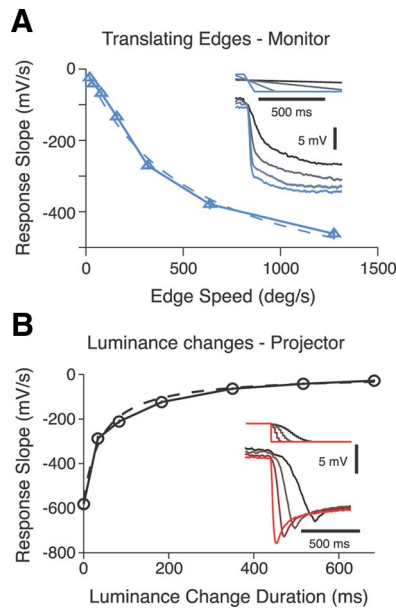 A
Translating Edges - Monitor
0
-200
-400
Response Slope (mV/s)
500 ms
5 mV
0
500
1000
1500
Edge Speed (deg/s)
B
Luminance changes - Projector
0
-200
-400
-600
-800
Response Slope (mV/s)
5 mV
500 ms
0
200
400
600
Luminance Change Duration (ms)